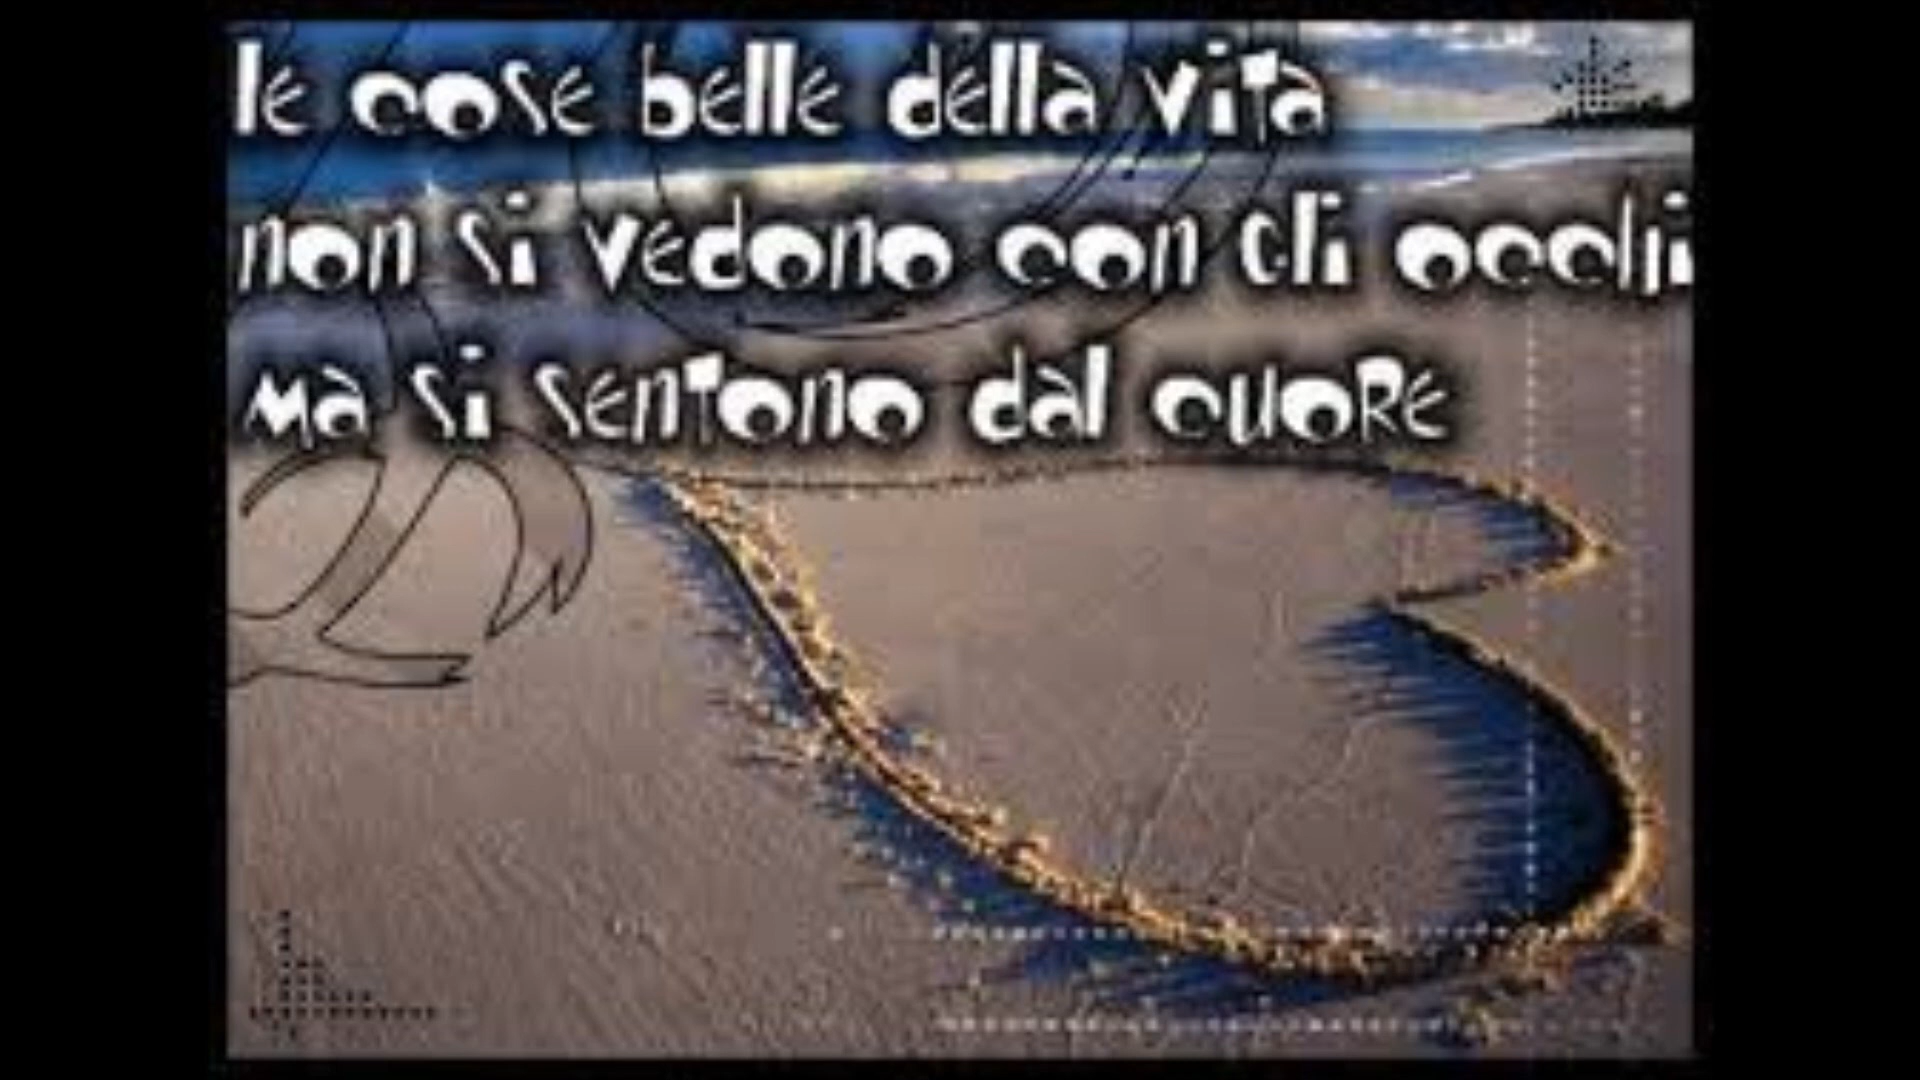 le cose belle della vita
non si vedono con gli occhi
ma si sentono dal cuore